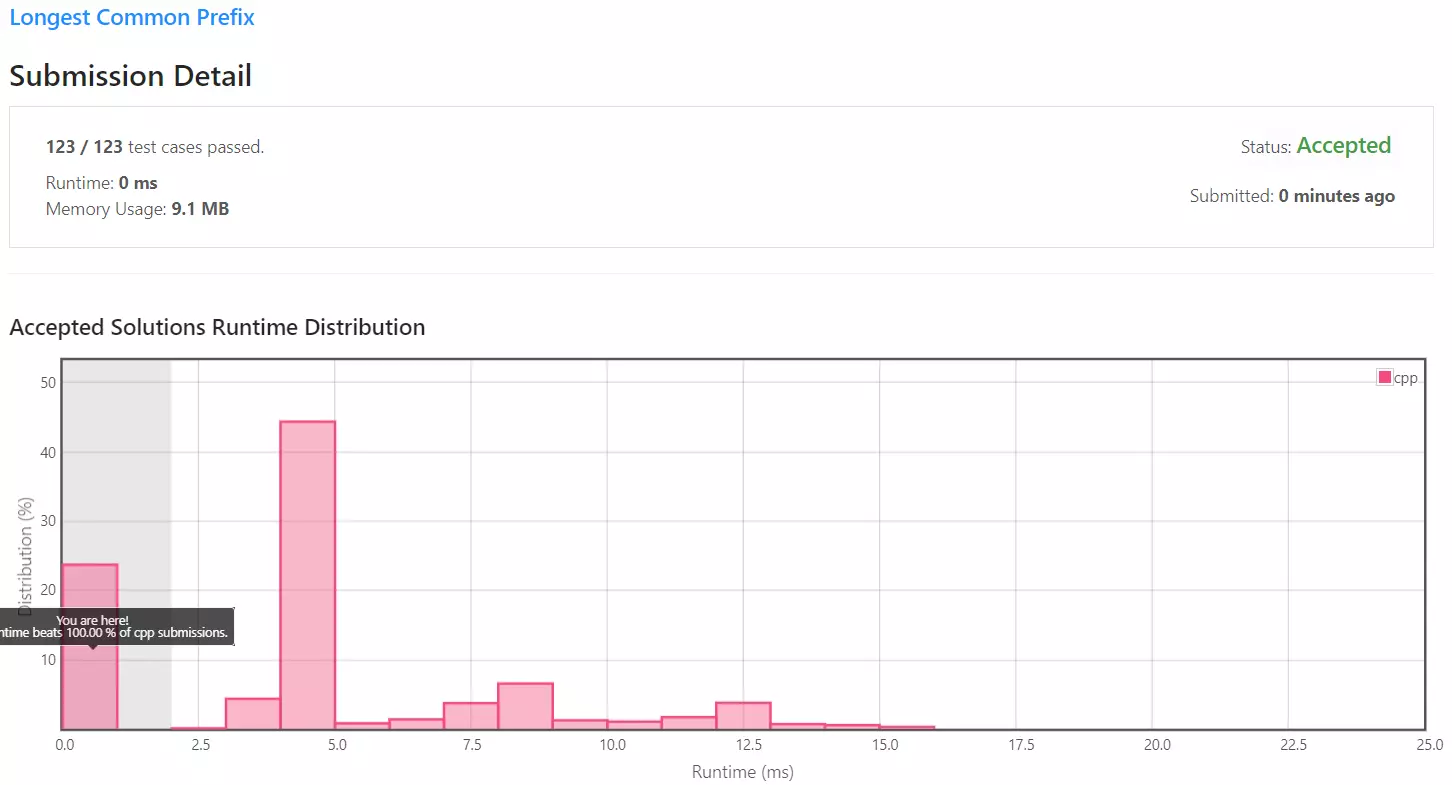 Longest Common Prefix
Submission Detail
123 / 123 test cases passed.
Status: Accepted
Runtime: 0 ms
Memory Usage: 9.1 MB
Submitted: 0 minutes ago
Accepted Solutions Runtime Distribution
cpp
50
40
30
20
10
Distribution (%)
You are here!
ntime beats 100.00 % of cpp submissions.
0.0 2.5 5.0 7.5 10.0 12.5 15.0 17.5 20.0 22.5 25.0
Runtime (ms)